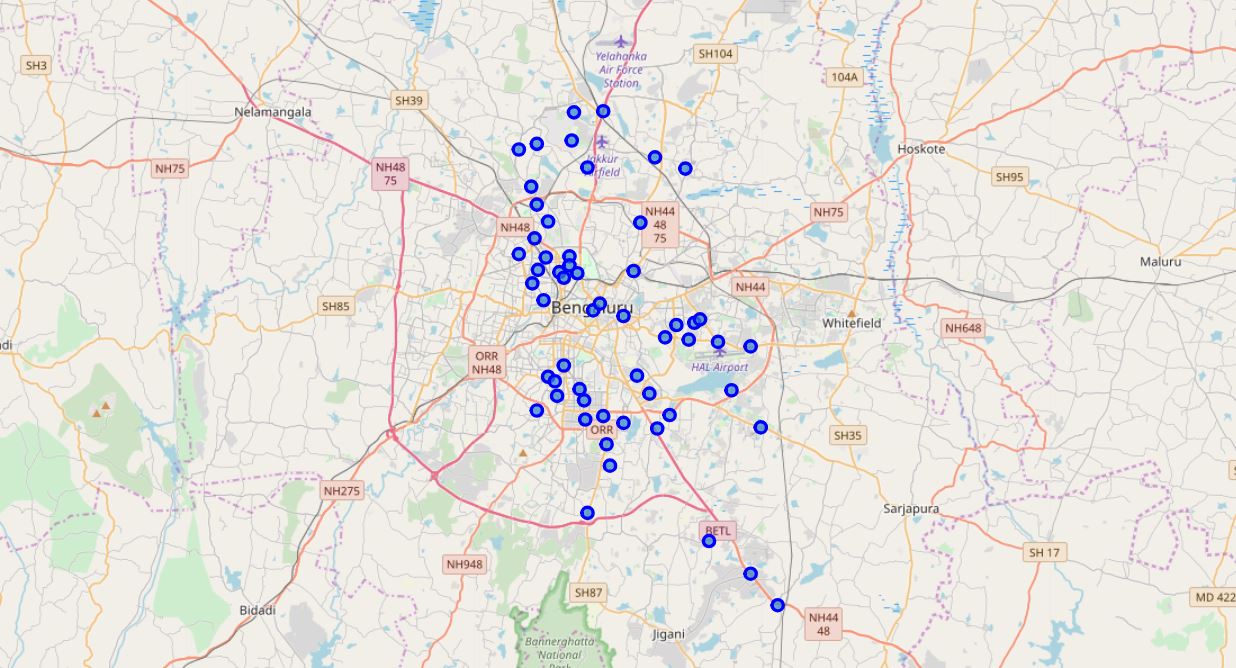 SH3
Yelahanka
Air Force
Station
SH104
104A
SH39
Nelamangala
Hoskote
NH75
NH48
75
Jakkur
Airfield
SH95
NH44
48
75
NH75
NH48
Maluru
NH44
SH85
Bengaluru
Whitefield
NH648
di
ORR
NH48
HAL Airport
ORR
SH35
NH275
Sarjapura
BETL
SH 17
NH948
SH87
MD 422
Bidadi
NH44
48
Jigani
Bannerghatta
National
Park